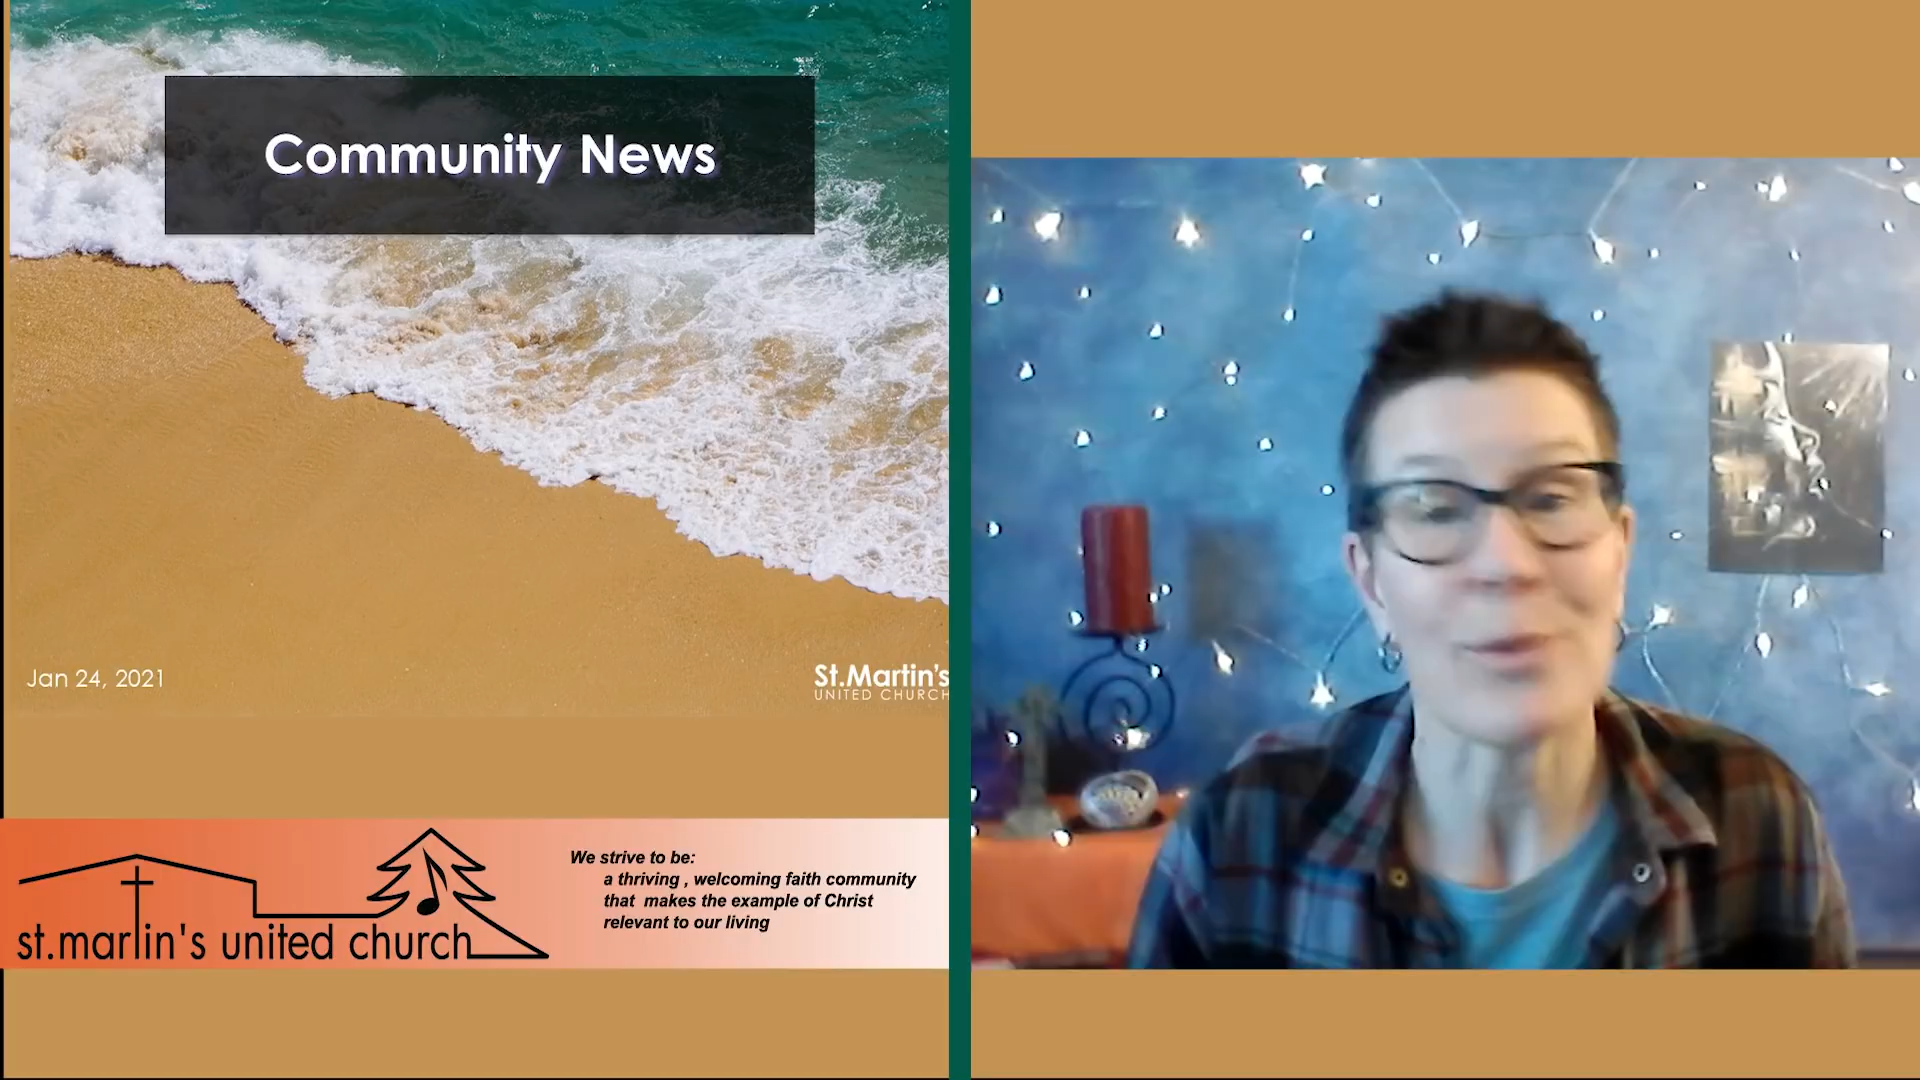 Community News
Jan 24, 2021
St.Martin's
UNITED CHURCH
st.martin's united church
We strive to be:
a thriving , welcoming faith community
that makes the example of Christ
relevant to our living